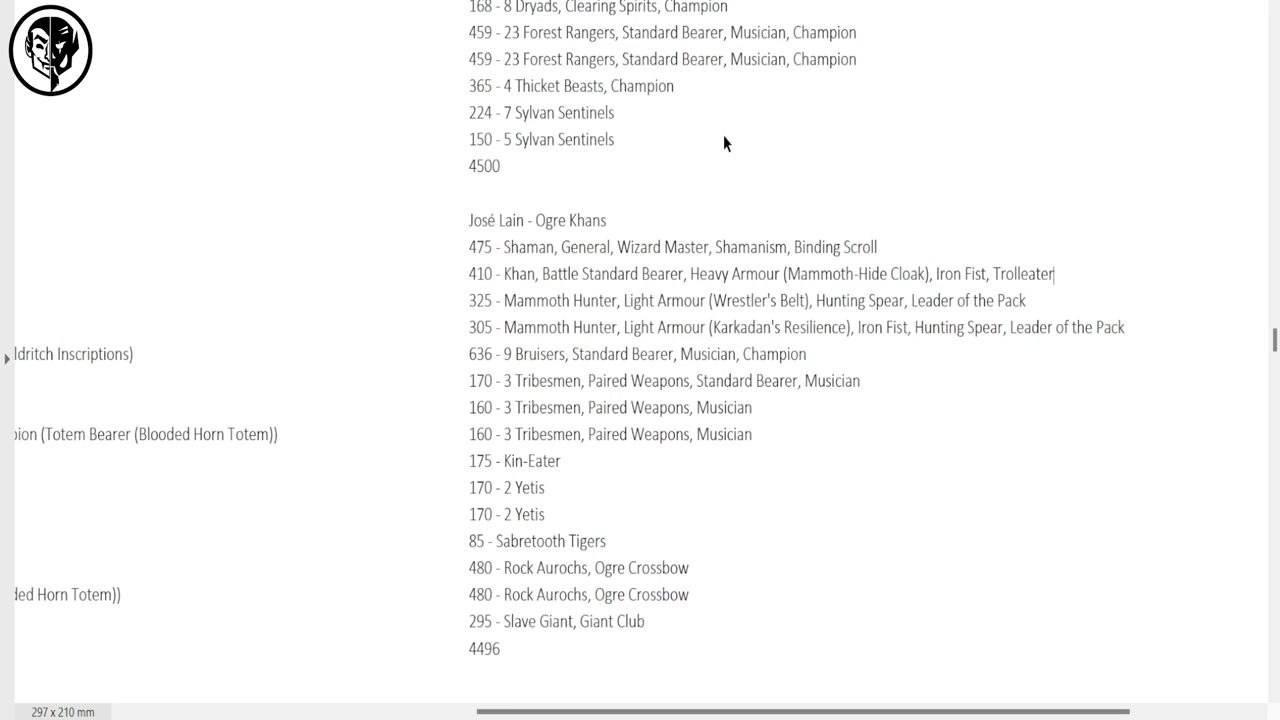 168 - 8 Dryads, Clearing Spirits, Champion
459 - 23 Forest Rangers, Standard Bearer, Musician, Champion
459 - 23 Forest Rangers, Standard Bearer, Musician, Champion
365 - 4 Thicket Beasts, Champion
224 - 7 Sylvan Sentinels
150 - 5 Sylvan Sentinels
4500
José Lain - Ogre Khans
475 - Shaman, General, Wizard Master, Shamanism, Binding Scroll
410 - Khan, Battle Standard Bearer, Heavy Armour (Mammoth-Hide Cloak), Iron Fist, Trolleater
325 - Mammoth Hunter, Light Armour (Wrestler's Belt), Hunting Spear, Leader of the Pack
305 - Mammoth Hunter, Light Armour (Karkadan's Resilience), Iron Fist, Hunting Spear, Leader of the Pack
636 - 9 Bruisers, Standard Bearer, Musician, Champion
170 - 3 Tribesmen, Paired Weapons, Standard Bearer, Musician
160 - 3 Tribesmen, Paired Weapons, Musician
160 - 3 Tribesmen, Paired Weapons, Musician
175 - Kin-Eater
170 - 2 Yetis
170 - 2 Yetis
85 - Sabretooth Tigers
480 - Rock Aurochs, Ogre Crossbow
480 - Rock Aurochs, Ogre Crossbow
295 - Slave Giant, Giant Club
4496
Inscriptions)
(Totem Bearer (Blooded Horn Totem))
Horn Totem))
297 x 210 mm